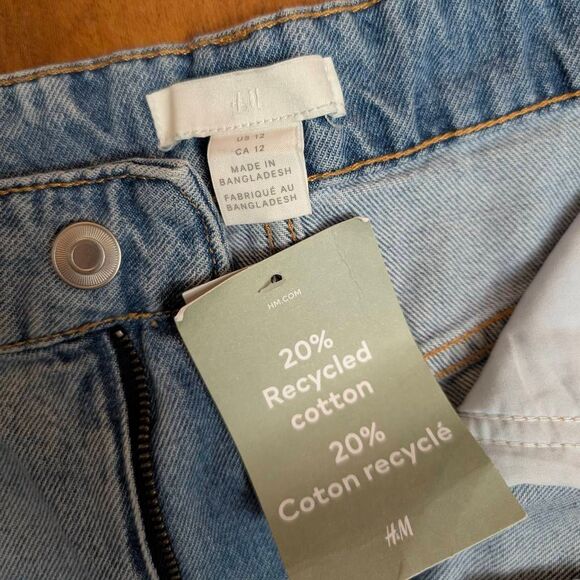 H&M
US 12
CA 12
MADE IN
BANGLADESH
FABRIQUÉ AU
BANGLADESH
HM.COM
20%
Recycled
cotton
20%
Coton recyclé
H&M